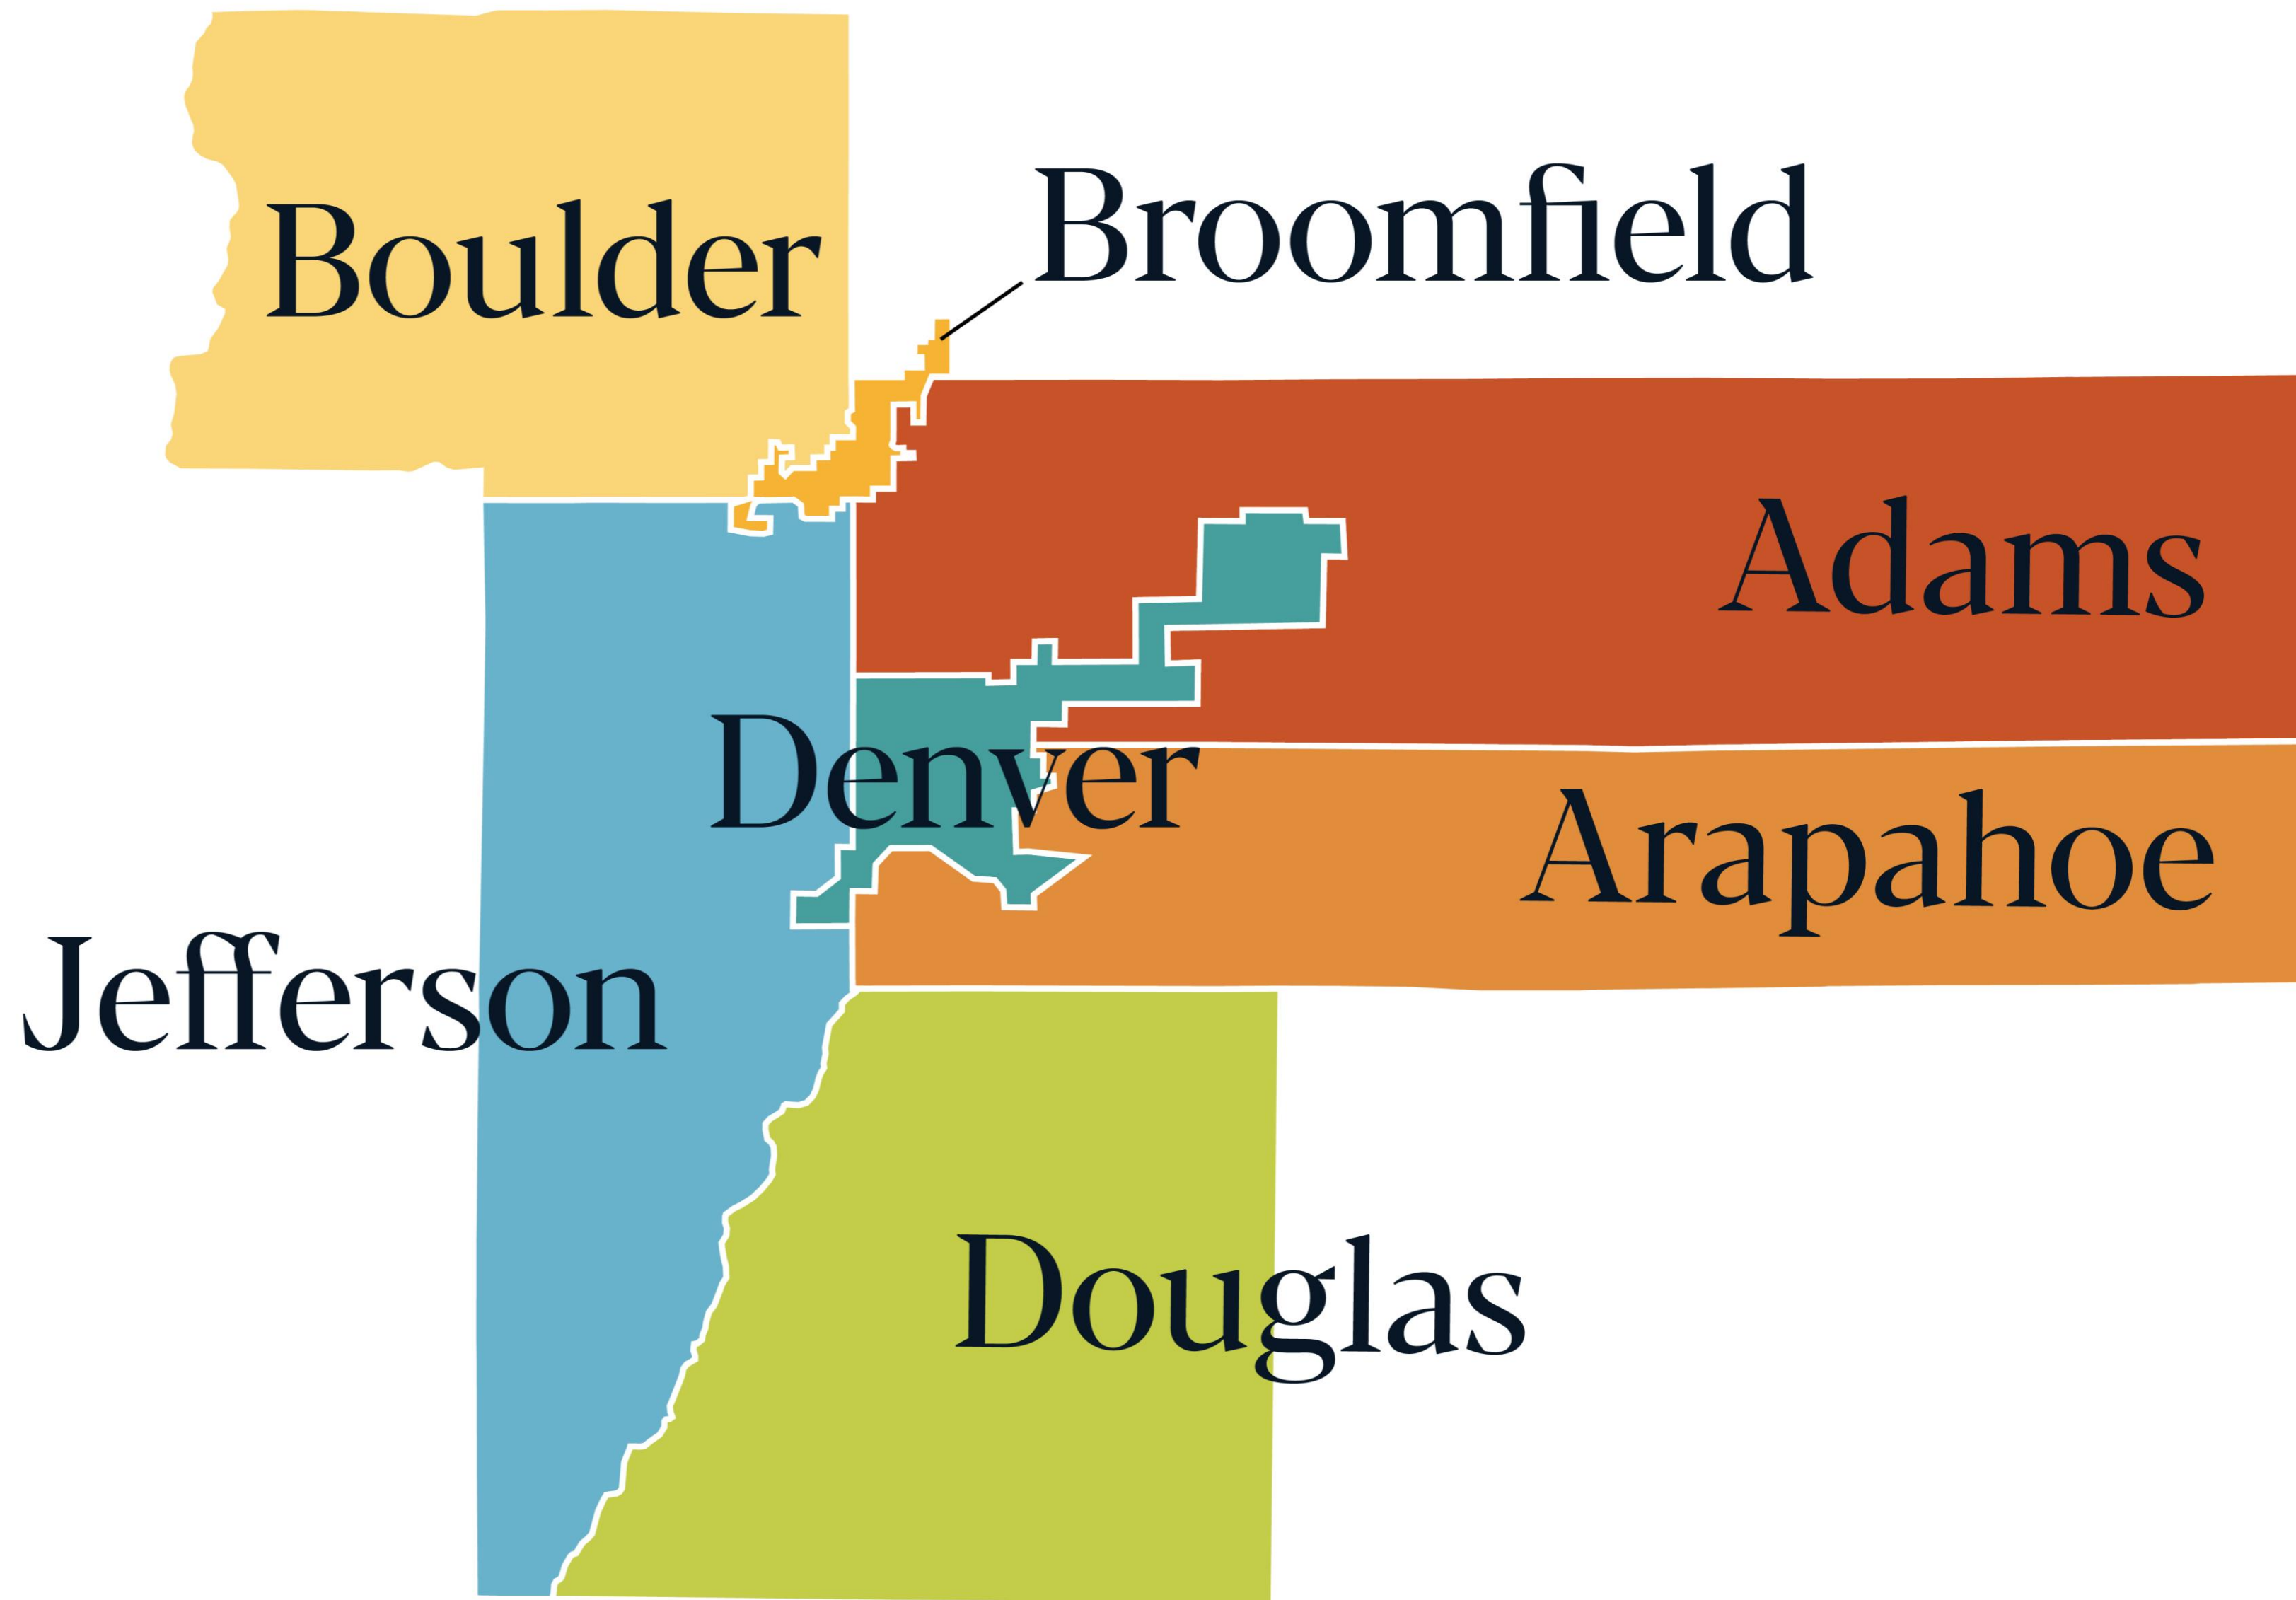 Boulder
Broomfield
Adams
Denver
Arapahoe
Jefferson
Douglas